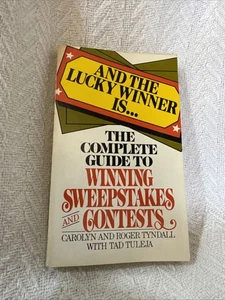 AND THE
LUCKY WINNER
IS...
THE
COMPLETE
GUIDE TO
WINNING
SWEEPSTAKES
AND CONTESTS
CAROLYN AND ROGER TYNDALL
WITH TAD TULEJA